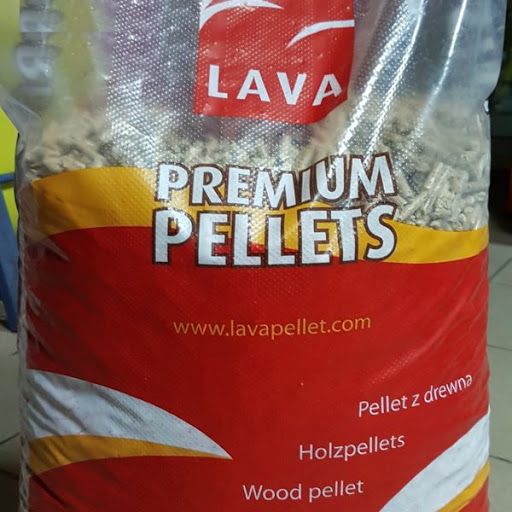 LAVA
PREMIUM
PELLETS
www.lavapellet.com
Pellet z drewna
Holzpellets
Wood pellet